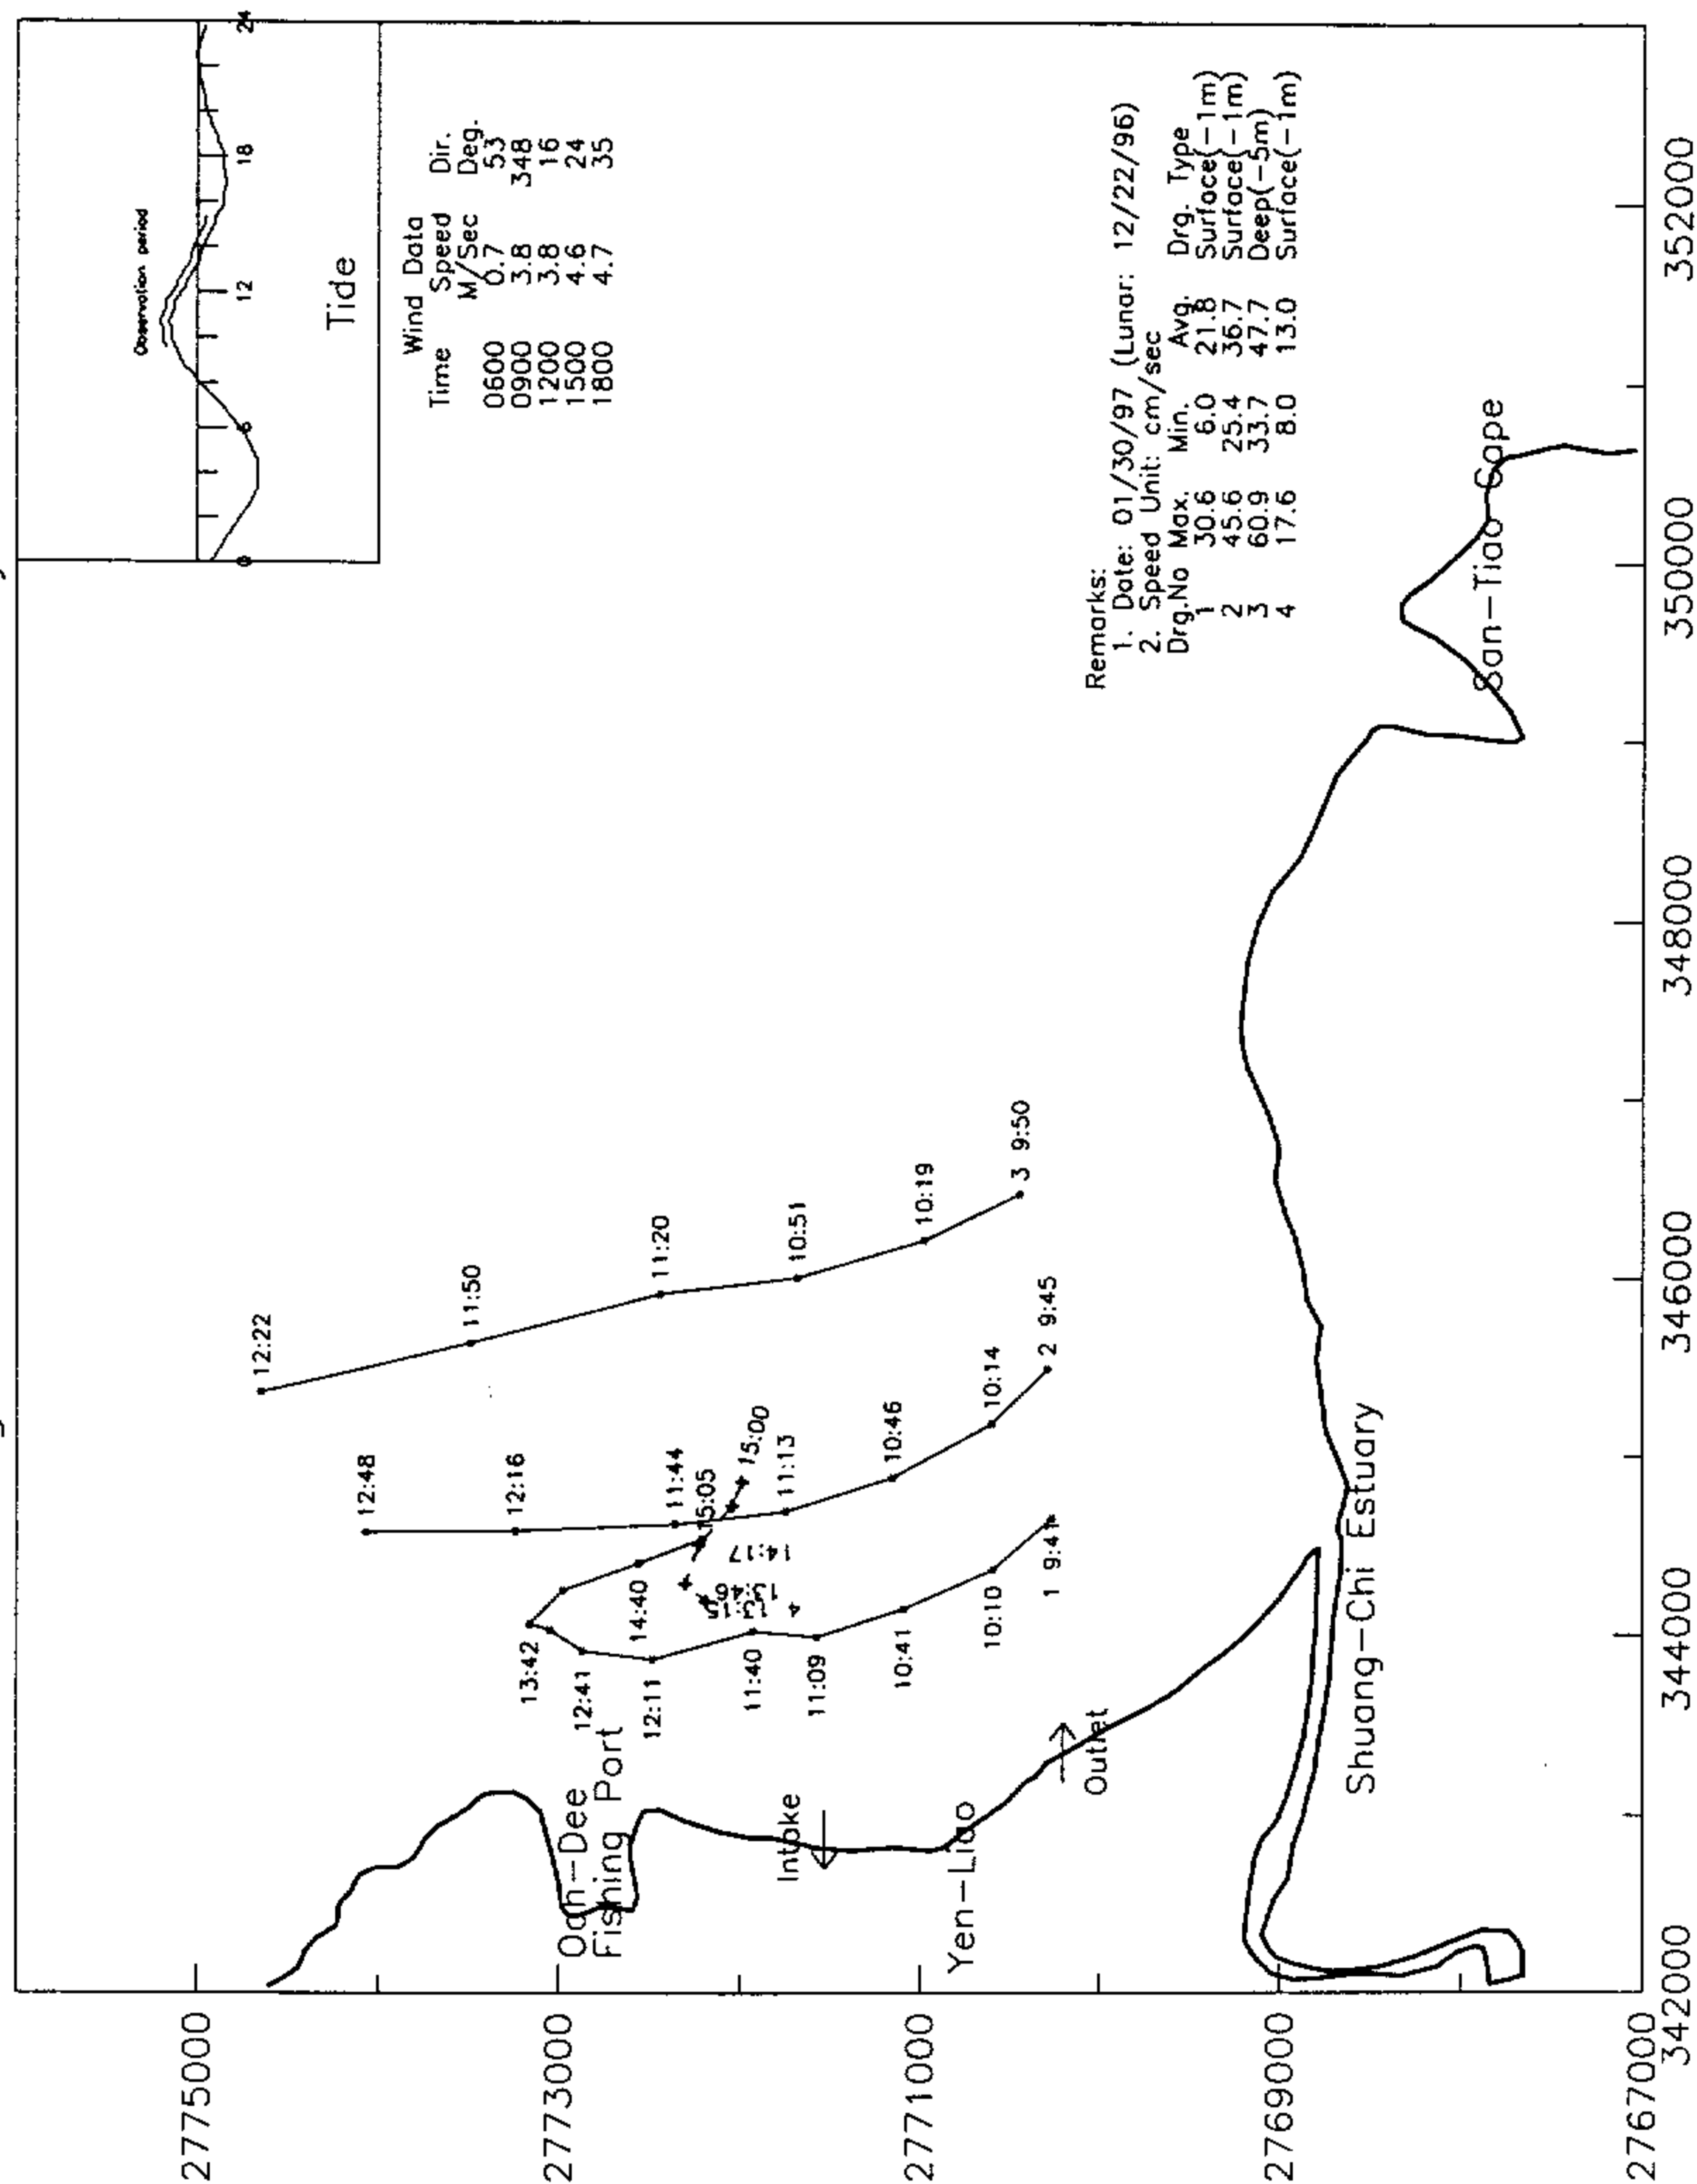 Observation period
0 6 12 18 24
Tide
Wind Data
Time Speed Dir.
M/Sec Deg.
0600 0.7 53
0900 3.8 348
1200 3.8 16
1500 4.6 24
1800 4.7 35
12:22
11:50
11:20
10:51
10:19
3 9:50
12:48
12:16
11:44
11:13
10:46
10:14
2 9:45
15:05
15:00
14:17
13:46
13:15
4
14:40
13:42
12:41
12:11
11:40
11:09
10:41
10:10
1 9:41
Ooh-Dee
Fishing Port
Intake
Yen-Liao
Outlet
Shuang-Chi Estuary
San-Tiao Cape
Remarks:
1. Date: 01/30/97 (Lunar: 12/22/96)
2. Speed Unit: cm/sec
Drg.No Max. Min. Avg. Drg. Type
1 30.6 6.0 21.8 Surface(-1m)
2 45.6 25.4 36.7 Surface(-1m)
3 60.9 33.7 47.7 Deep(-5m)
4 17.6 8.0 13.0 Surface(-1m)
2775000
2773000
2771000
2769000
2767000
342000 344000 346000 348000 350000 352000